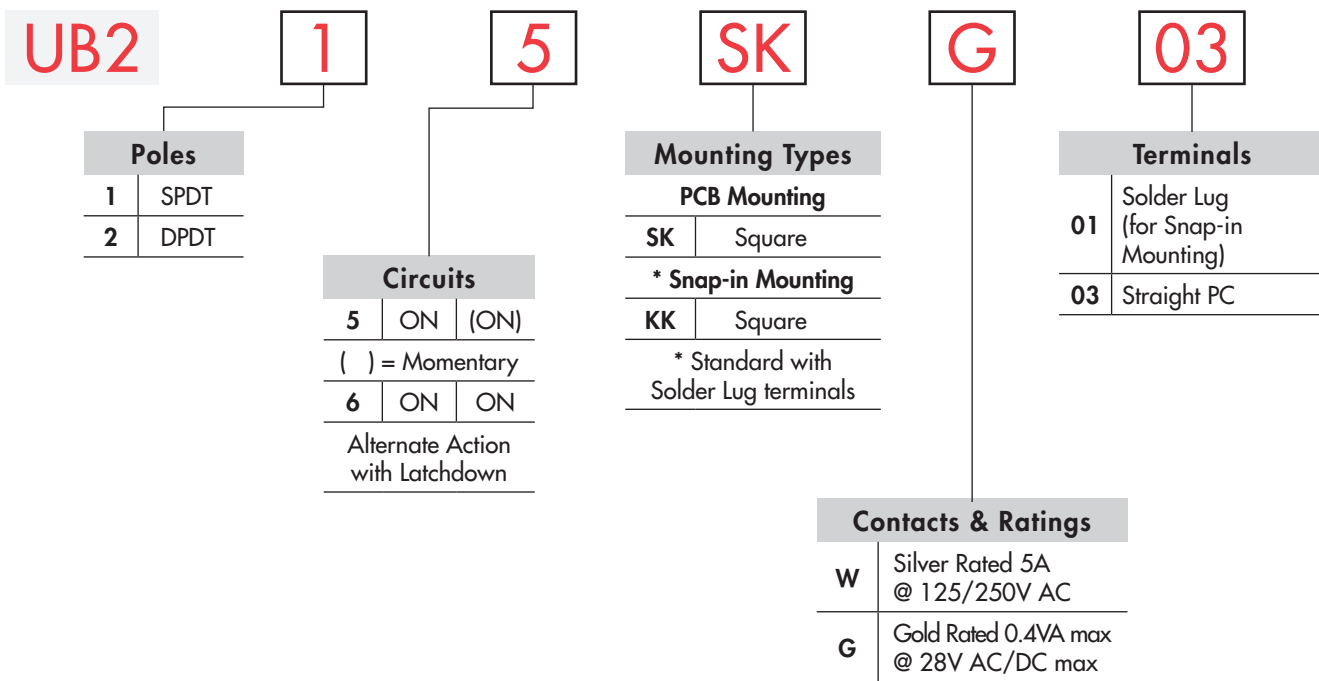 UB2 1 5 SK G 03
Poles
1 SPDT
2 DPDT
Circuits
5 ON (ON)
( ) = Momentary
6 ON ON
Alternate Action
with Latchdown
Mounting Types
PCB Mounting
SK Square
* Snap-in Mounting
KK Square
* Standard with
Solder Lug terminals
Contacts & Ratings
W Silver Rated 5A
@ 125/250V AC
G Gold Rated 0.4VA max
@ 28V AC/DC max
Terminals
01 Solder Lug
(for Snap-in
Mounting)
03 Straight PC